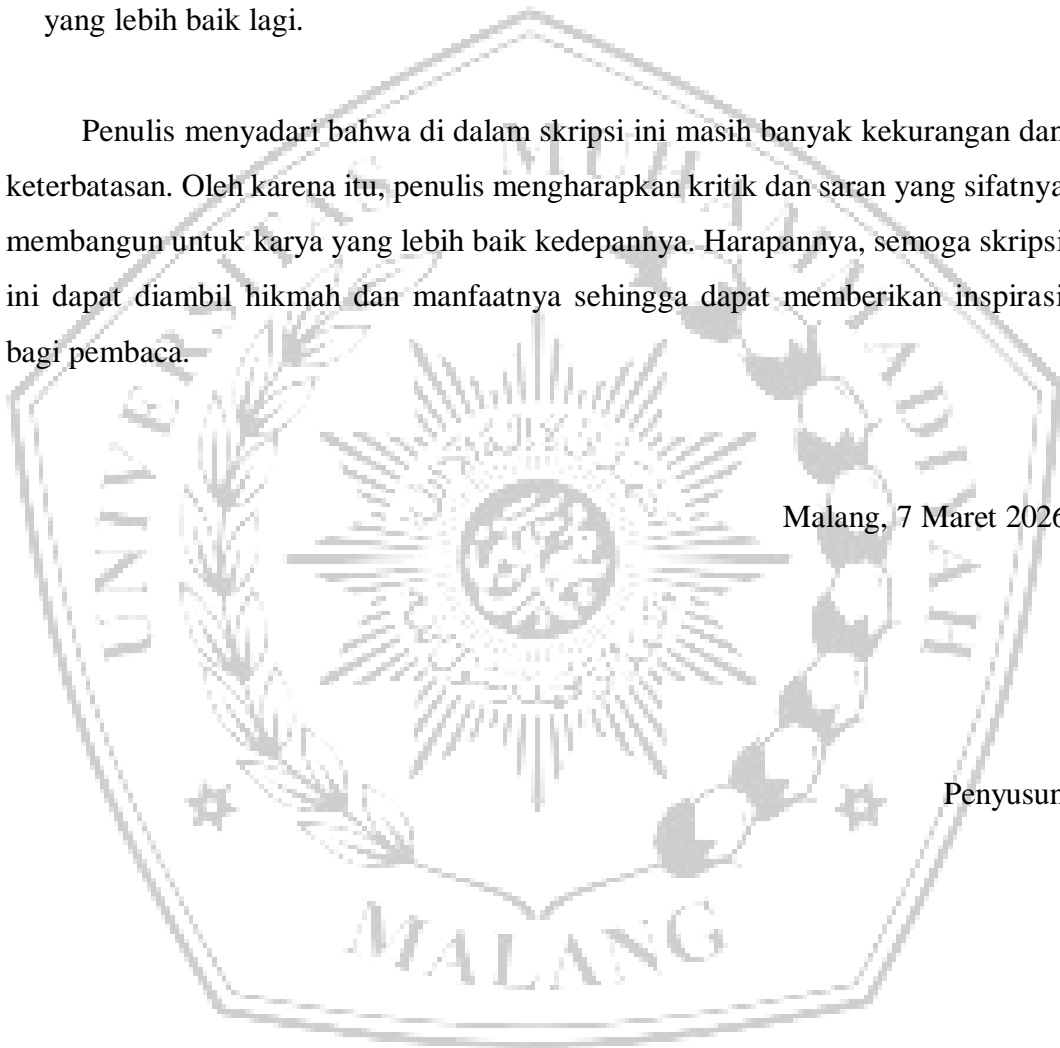 yang lebih baik lagi.
Penulis menyadari bahwa di dalam skripsi ini masih banyak kekurangan dan
keterbatasan. Oleh karena itu, penulis mengharapkan kritik dan saran yang sifatnya
membangun untuk karya yang lebih baik kedepannya. Harapannya, semoga skripsi
ini dapat diambil hikmah dan manfaatnya sehingga dapat memberikan inspirasi
bagi pembaca.
Malang, 7 Maret 2026
Penyusun
UNIVERSITAS MUHAMMADIYAH
MALANG